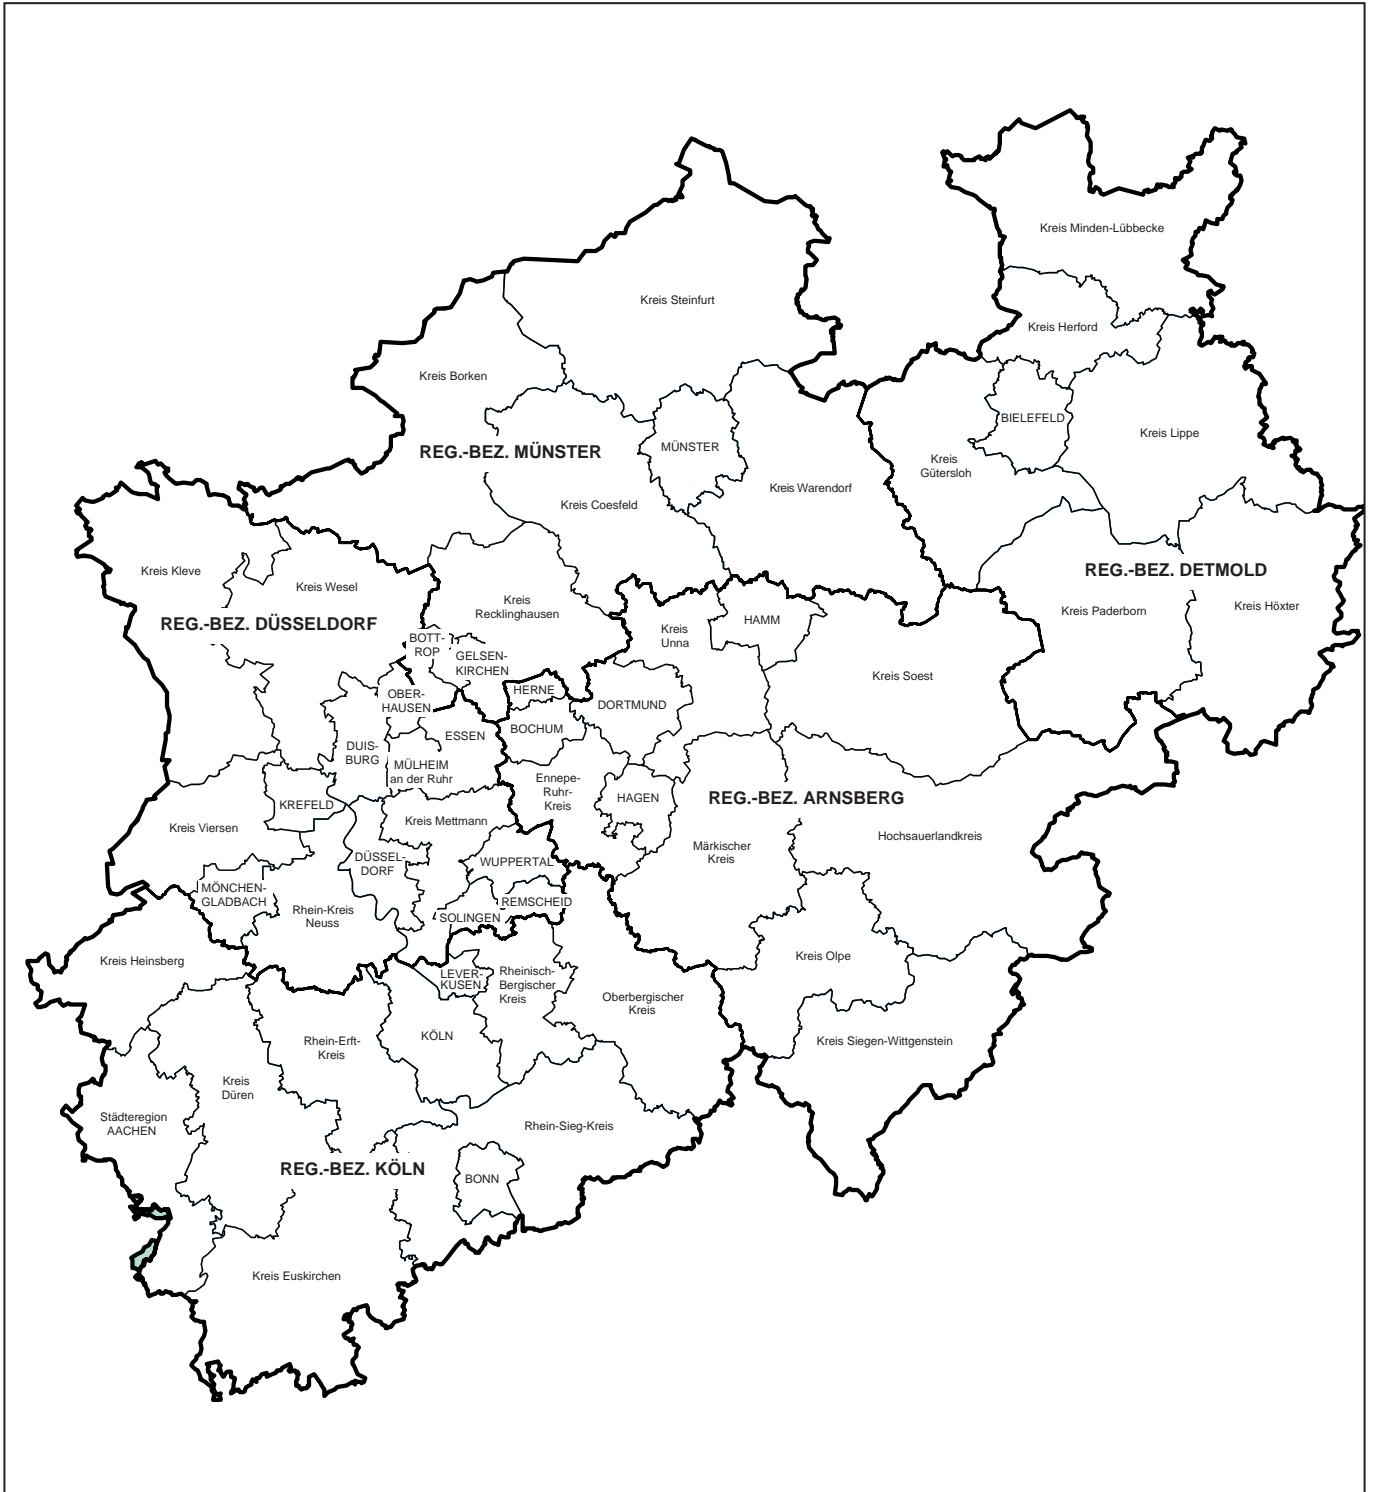 Kreis Minden-Lübbecke
Kreis Steinfurt
Kreis Herford
Kreis Borken
BIELEFELD
Kreis Lippe
REG.-BEZ. MÜNSTER
MÜNSTER
Kreis
Gütersloh
Kreis Warendorf
Kreis Coesfeld
Kreis Kleve
Kreis Wesel
REG.-BEZ. DETMOLD
Kreis
Recklinghausen
Kreis Paderborn
Kreis Höxter
REG.-BEZ. DÜSSELDORF
HAMM
Kreis
Unna
BOTT-
ROP
GELSEN-
KIRCHEN
Kreis Soest
HERNE
OBER-
HAUSEN
DORTMUND
BOCHUM
ESSEN
DUIS-
BURG
MÜLHEIM
an der Ruhr
Ennepe-
Ruhr-
Kreis
HAGEN
REG.-BEZ. ARNSBERG
KREFELD
Kreis Viersen
Kreis Mettmann
Hochsauerlandkreis
Märkischer
Kreis
DÜSSEL-
DORF
WUPPERTAL
MÖNCHEN-
GLADBACH
REMSCHEID
Rhein-Kreis
Neuss
SOLINGEN
Kreis Heinsberg
Kreis Olpe
LEVER-
KUSEN
Rheinisch-
Bergischer
Kreis
Oberbergischer
Kreis
KÖLN
Rhein-Erft-
Kreis
Kreis Siegen-Wittgenstein
Kreis
Düren
Städteregion
AACHEN
Rhein-Sieg-Kreis
REG.-BEZ. KÖLN
BONN
Kreis Euskirchen